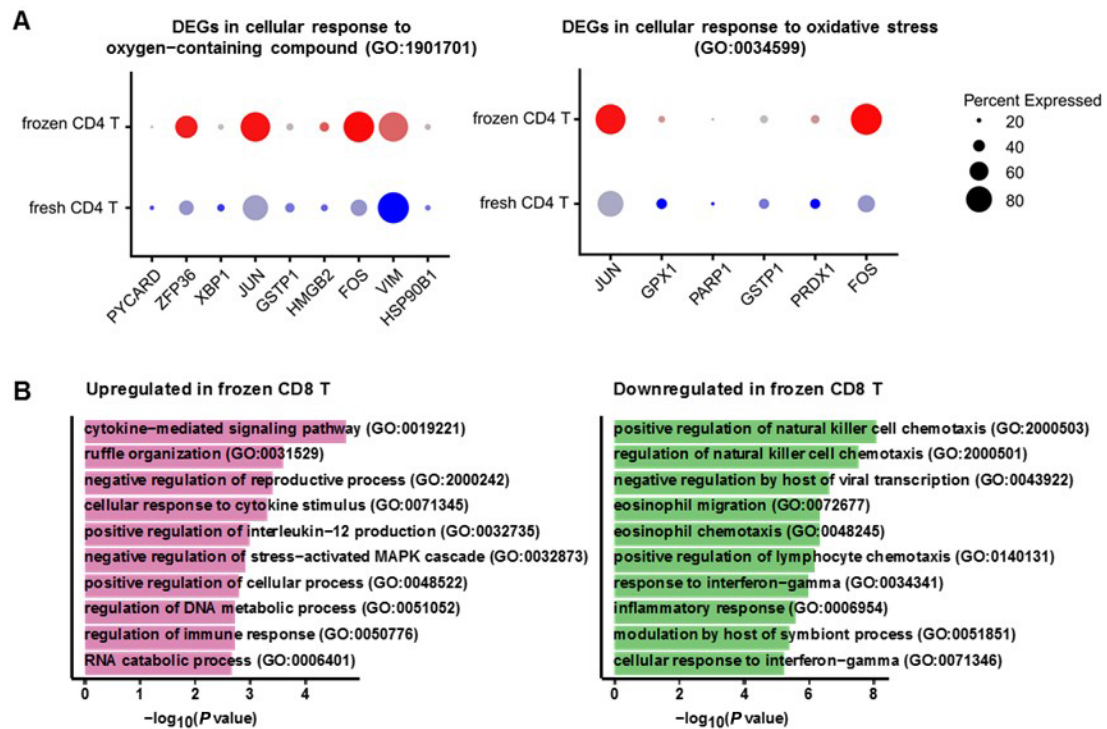 A
DEGs in cellular response to
oxygen−containing compound (GO:1901701)
frozen CD4 T
fresh CD4 T
PYCARD
ZFP36
XBP1
JUN
GSTP1
HMGB2
FOS
VIM
HSP90B1
DEGs in cellular response to oxidative stress
(GO:0034599)
frozen CD4 T
fresh CD4 T
JUN
GPX1
PARP1
GSTP1
PRDX1
FOS
Percent Expressed
20
40
60
80
B
Upregulated in frozen CD8 T
cytokine−mediated signaling pathway (GO:0019221)
ruffle organization (GO:0031529)
negative regulation of reproductive process (GO:2000242)
cellular response to cytokine stimulus (GO:0071345)
positive regulation of interleukin−12 production (GO:0032735)
negative regulation of stress−activated MAPK cascade (GO:0032873)
positive regulation of cellular process (GO:0048522)
regulation of DNA metabolic process (GO:0051052)
regulation of immune response (GO:0050776)
RNA catabolic process (GO:0006401)
0 1 2 3 4
−log10(P value)
Downregulated in frozen CD8 T
positive regulation of natural killer cell chemotaxis (GO:2000503)
regulation of natural killer cell chemotaxis (GO:2000501)
negative regulation by host of viral transcription (GO:0043922)
eosinophil migration (GO:0072677)
eosinophil chemotaxis (GO:0048245)
positive regulation of lymphocyte chemotaxis (GO:0140131)
response to interferon−gamma (GO:0034341)
inflammatory response (GO:0006954)
modulation by host of symbiont process (GO:0051851)
cellular response to interferon−gamma (GO:0071346)
0 2 4 6 8
−log10(P value)